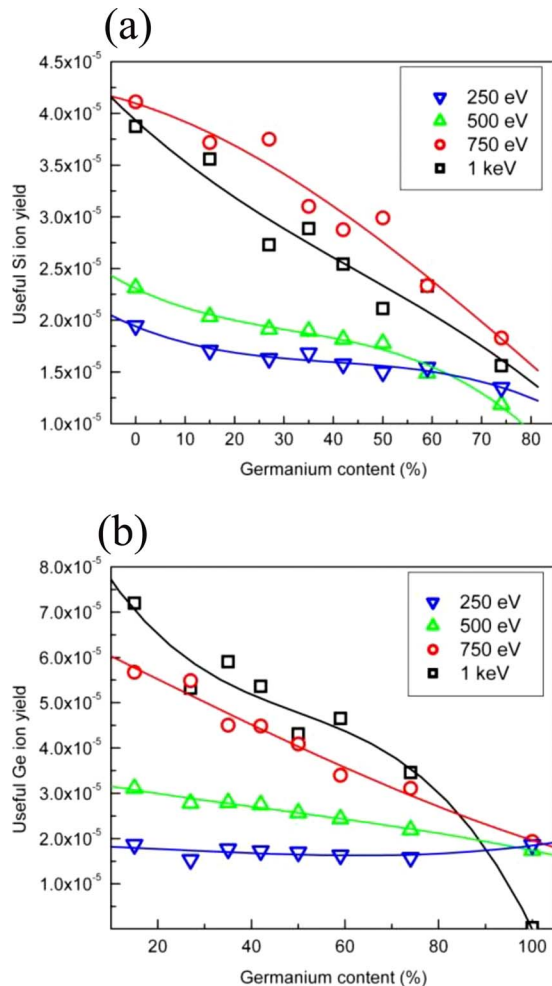 (a)
4.5x10⁻⁵
4.0x10⁻⁵
3.5x10⁻⁵
3.0x10⁻⁵
2.5x10⁻⁵
2.0x10⁻⁵
1.5x10⁻⁵
1.0x10⁻⁵
Useful Si ion yield
250 eV
500 eV
750 eV
1 keV
0 10 20 30 40 50 60 70 80
Germanium content (%)
(b)
8.0x10⁻⁵
7.0x10⁻⁵
6.0x10⁻⁵
5.0x10⁻⁵
4.0x10⁻⁵
3.0x10⁻⁵
2.0x10⁻⁵
1.0x10⁻⁵
Useful Ge ion yield
250 eV
500 eV
750 eV
1 keV
20 40 60 80 100
Germanium content (%)